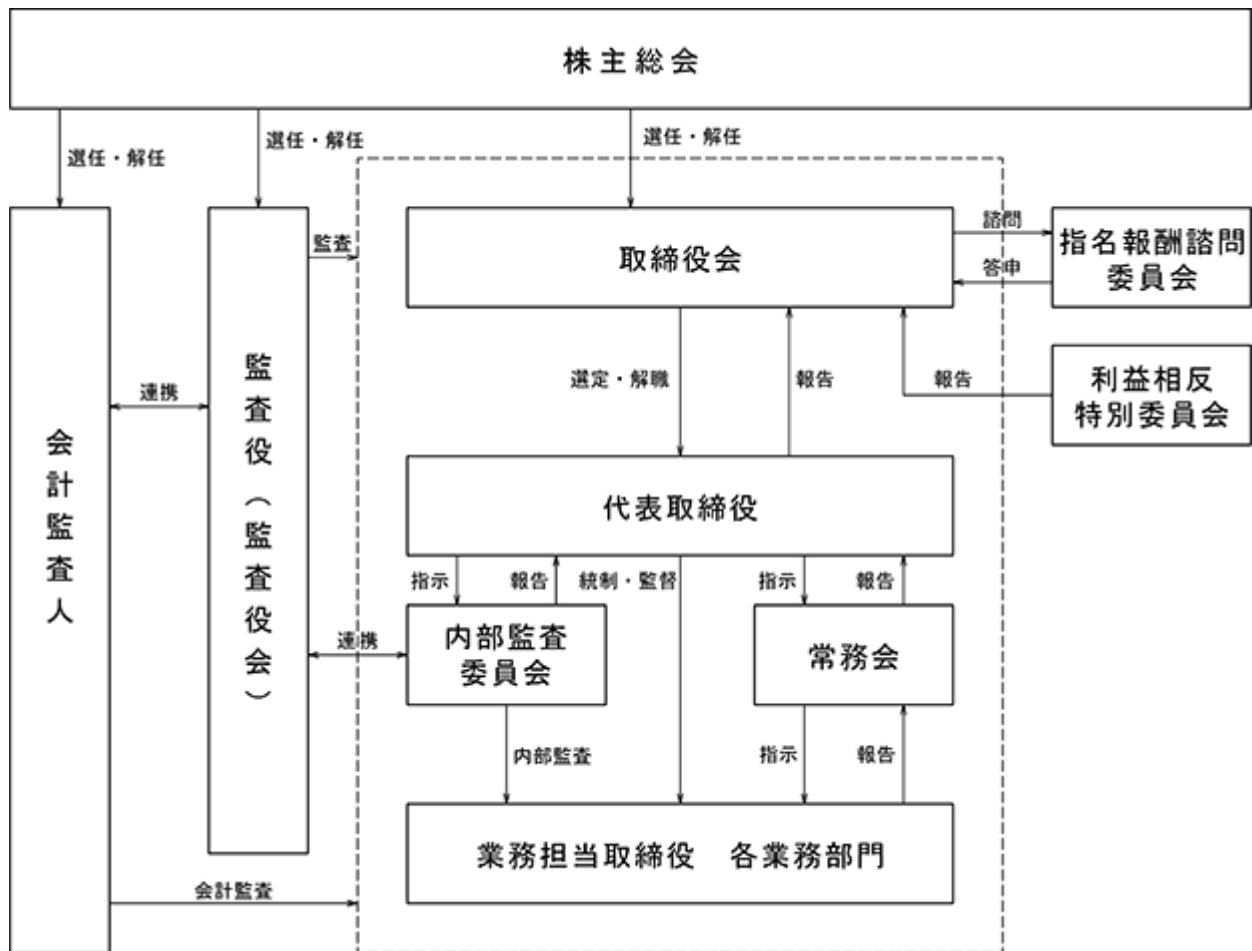 株主総会
選任・解任
選任・解任
選任・解任
会計監査人
監査役(監査役会)
監査
取締役会
諮問
答申
指名報酬諮問
委員会
利益相反
特別委員会
報告
連携
選定・解職
報告
代表取締役
指示
報告
統制・監督
指示
報告
連携
内部監査
委員会
常務会
内部監査
指示
報告
業務担当取締役 各業務部門
会計監査